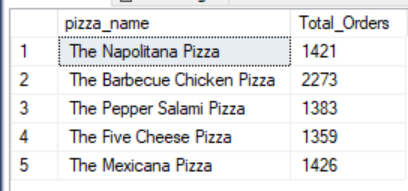 pizza_name Total_Orders
1 The Napolitana Pizza 1421
2 The Barbecue Chicken Pizza 2273
3 The Pepper Salami Pizza 1383
4 The Five Cheese Pizza 1359
5 The Mexicana Pizza 1426